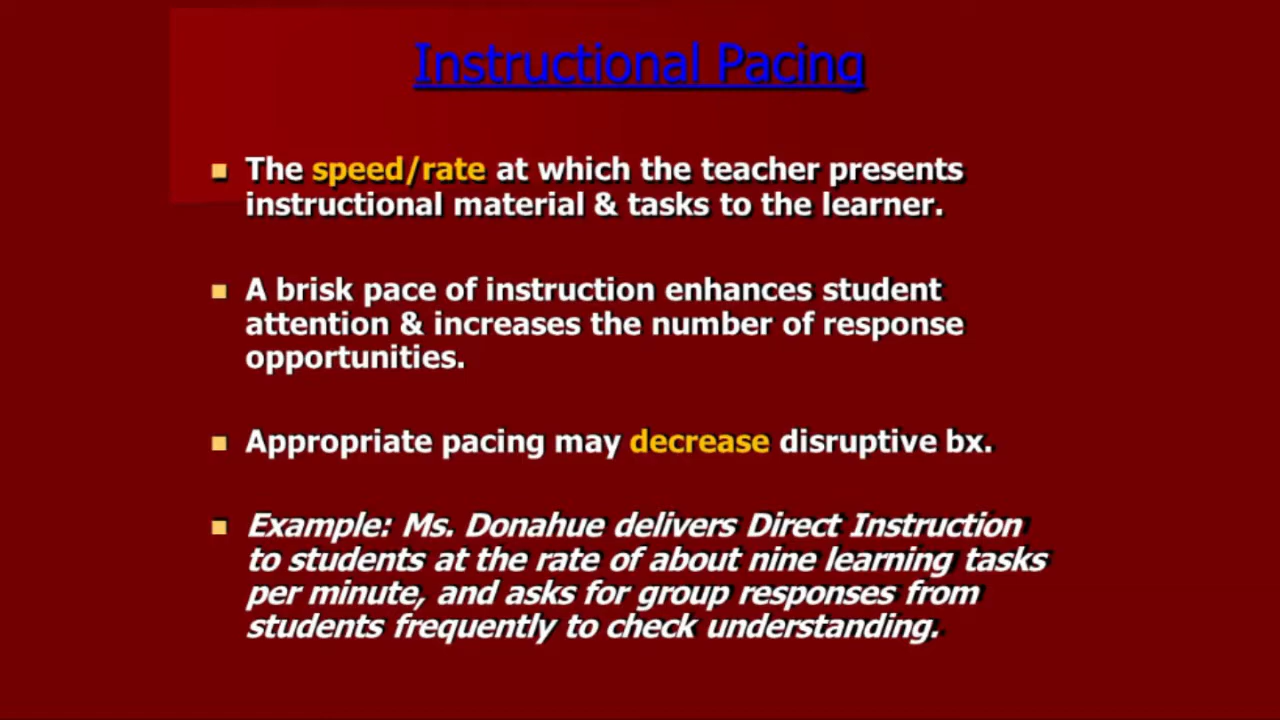 Instructional Pacing
The speed/rate at which the teacher presents
instructional material & tasks to the learner.
A brisk pace of instruction enhances student
attention & increases the number of response
opportunities.
Appropriate pacing may decrease disruptive bx.
Example: Ms. Donahue delivers Direct Instruction
to students at the rate of about nine learning tasks
per minute, and asks for group responses from
students frequently to check understanding.